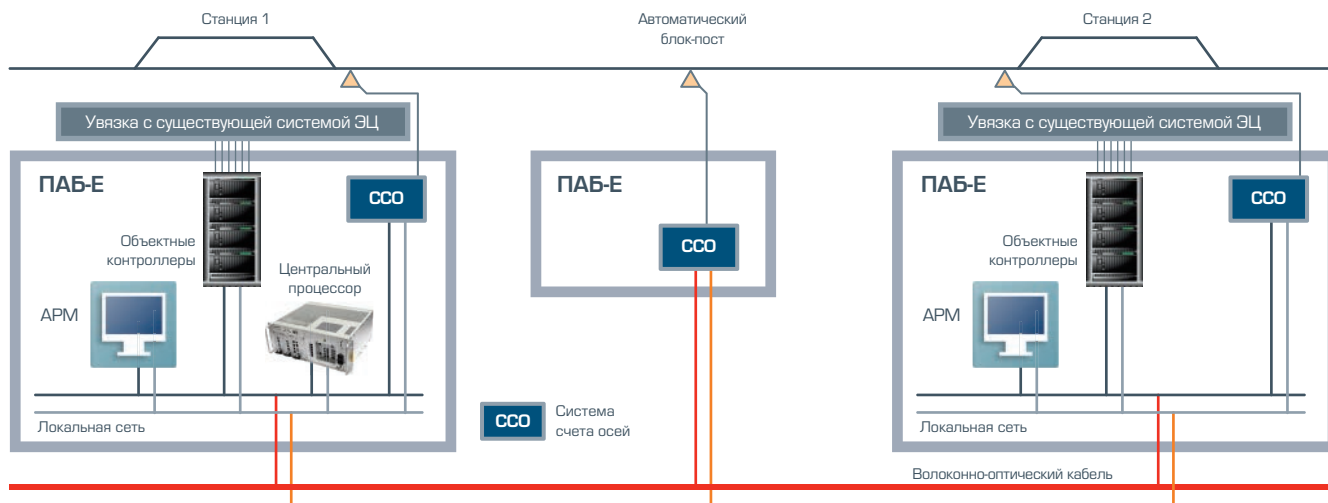 Станция 1
Автоматический
блок-пост
Станция 2
Увязка с существующей системой ЭЦ
Увязка с существующей системой ЭЦ
ПАБ-Е
ССО
Объектные
контроллеры
Центральный
процессор
АРМ
Локальная сеть
ПАБ-Е
ССО
ССО
Система
счета осей
ПАБ-Е
ССО
Объектные
контроллеры
АРМ
Локальная сеть
Волоконно-оптический кабель